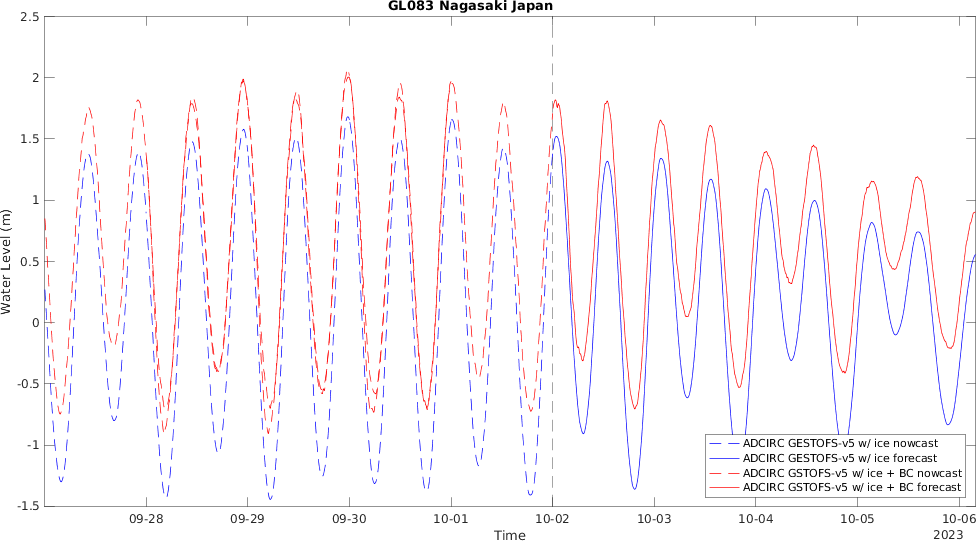 GL083 Nagasaki Japan
2.5
2
1.5
1
0.5
0
-0.5
-1
-1.5
Water Level (m)
ADCIRC GESTOFS-v5 w/ ice nowcast
ADCIRC GESTOFS-v5 w/ ice forecast
ADCIRC GSTOFS-v5 w/ ice + BC nowcast
ADCIRC GSTOFS-v5 w/ ice + BC forecast
09-28 09-29 09-30 10-01 10-02 10-03 10-04 10-05 10-06
Time 2023